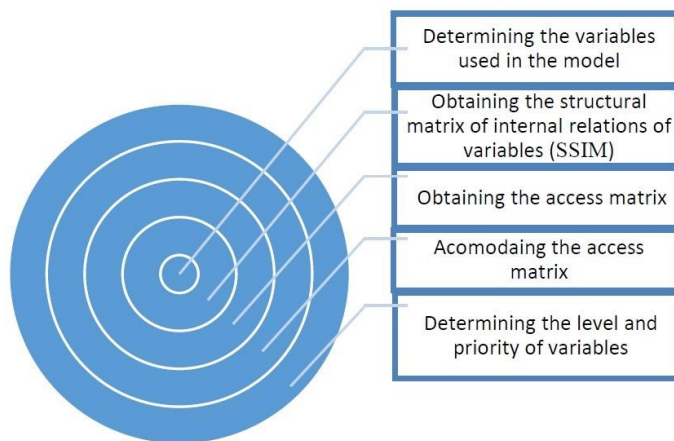 Determining the variables
used in the model
Obtaining the structural
matrix of internal relations of
variables (SSIM)
Obtaining the access matrix
Acomodaing the access
matrix
Determining the level and
priority of variables